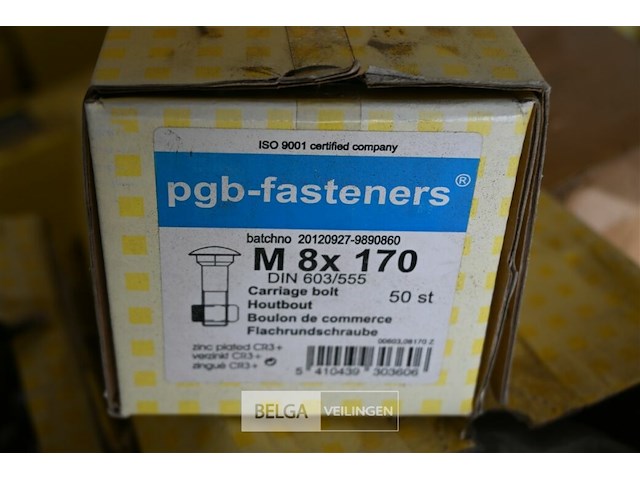 ISO 9001 certified company
pgb-fasteners®
batchno 20120927-9890860
M 8x 170
DIN 603/555
Carriage bolt
50 st
Houtbout
Boulon de commerce
Flachrundschraube
00603.08170.Z
zinc plated CR3+
verzinkt CR3+
zingué CR3+
5 410439 303606
BELGA VEILINGEN